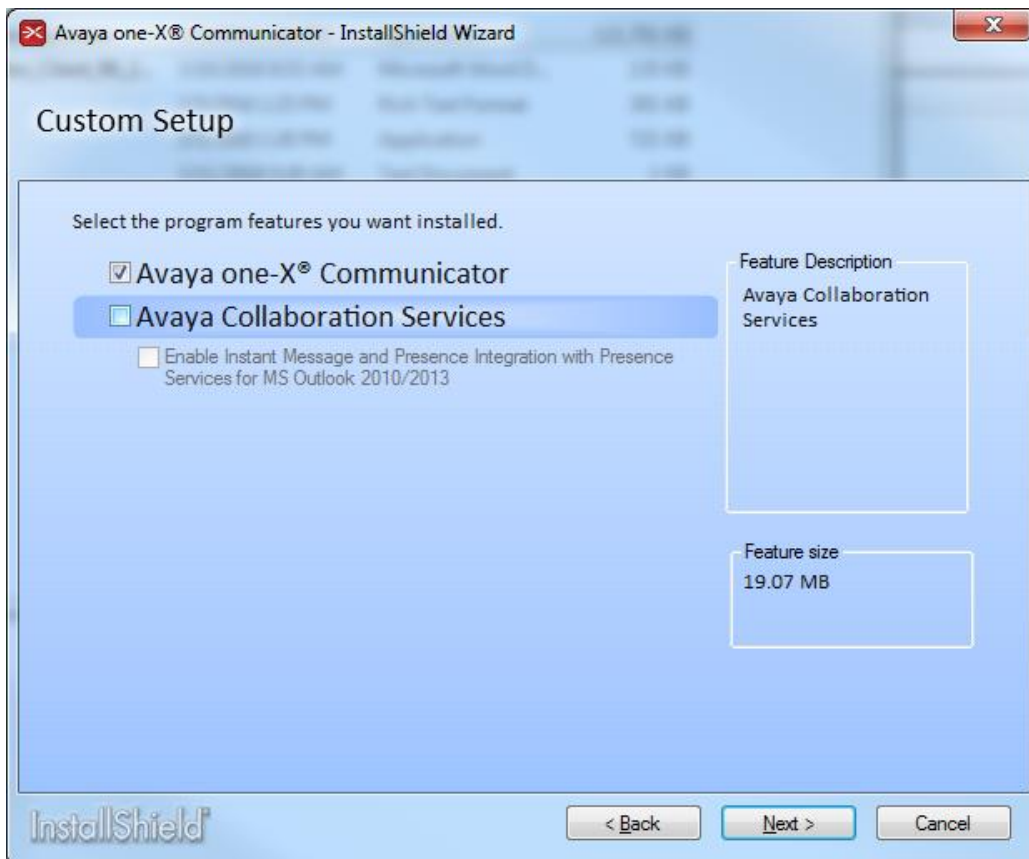 Avaya one-X® Communicator - InstallShield Wizard
Custom Setup
Select the program features you want installed.
Avaya one-X® Communicator
Avaya Collaboration Services
Enable Instant Message and Presence Integration with Presence
Services for MS Outlook 2010/2013
Feature Description
Avaya Collaboration
Services
Feature size
19.07 MB
InstallShield
< Back
Next >
Cancel